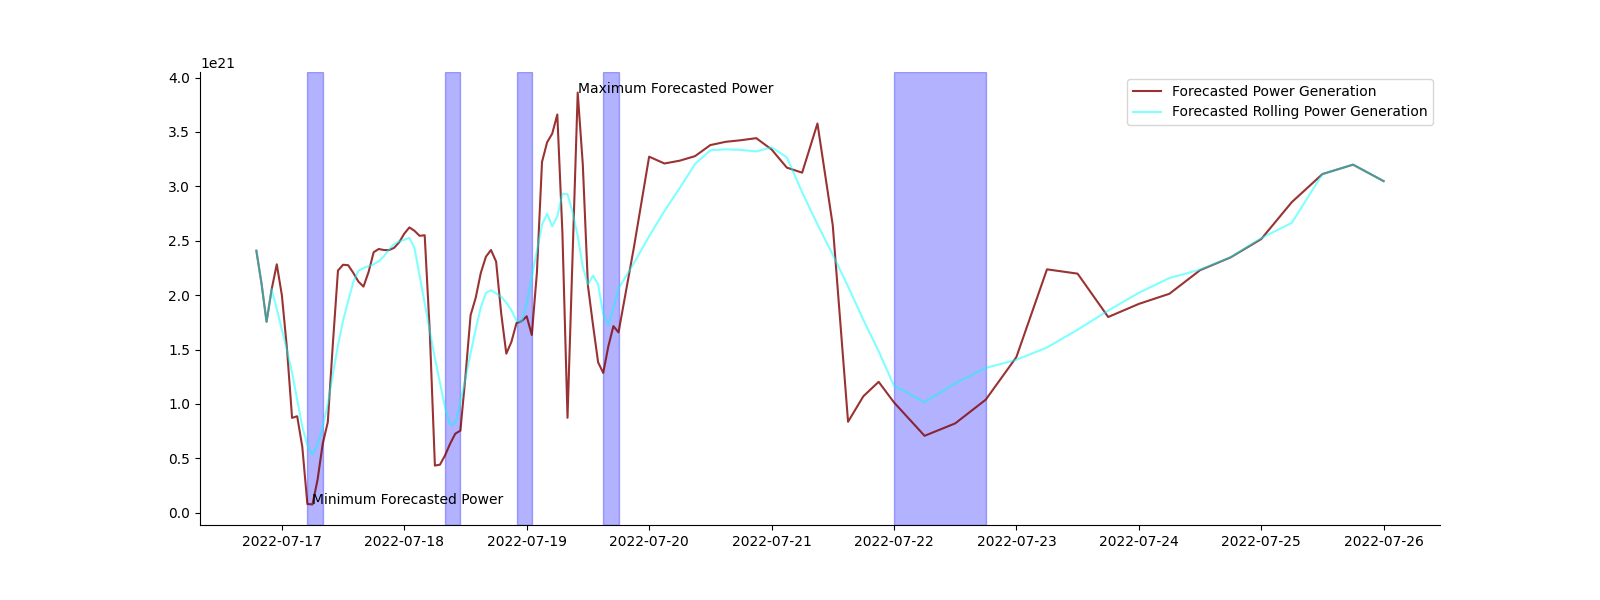 1e21
4.0
3.5
3.0
2.5
2.0
1.5
1.0
0.5
0.0
Maximum Forecasted Power
Minimum Forecasted Power
Forecasted Power Generation
Forecasted Rolling Power Generation
2022-07-17 2022-07-18 2022-07-19 2022-07-20 2022-07-21 2022-07-22 2022-07-23 2022-07-24 2022-07-25 2022-07-26